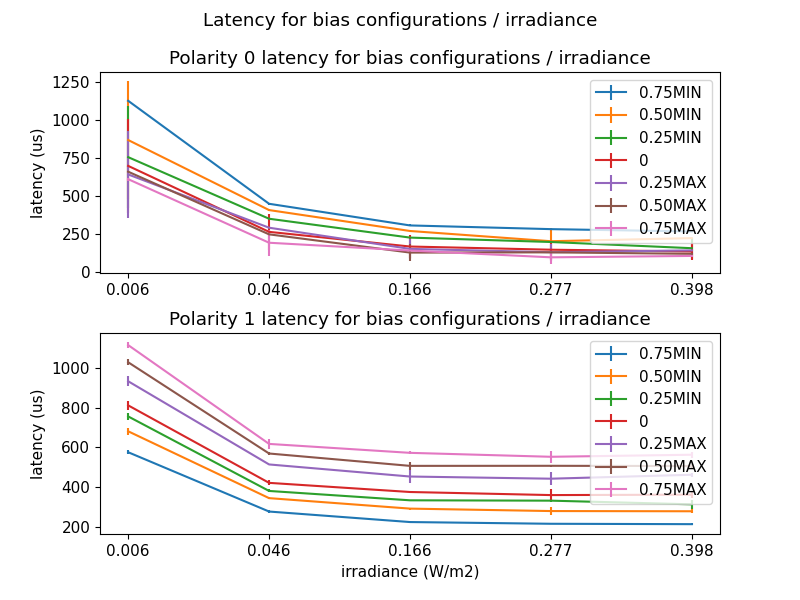 Latency for bias configurations / irradiance
Polarity 0 latency for bias configurations / irradiance
latency (us)
1250
1000
750
500
250
0
0.75MIN
0.50MIN
0.25MIN
0
0.25MAX
0.50MAX
0.75MAX
0.006 0.046 0.166 0.277 0.398
Polarity 1 latency for bias configurations / irradiance
latency (us)
1000
800
600
400
200
0.75MIN
0.50MIN
0.25MIN
0
0.25MAX
0.50MAX
0.75MAX
0.006 0.046 0.166 0.277 0.398
irradiance (W/m2)